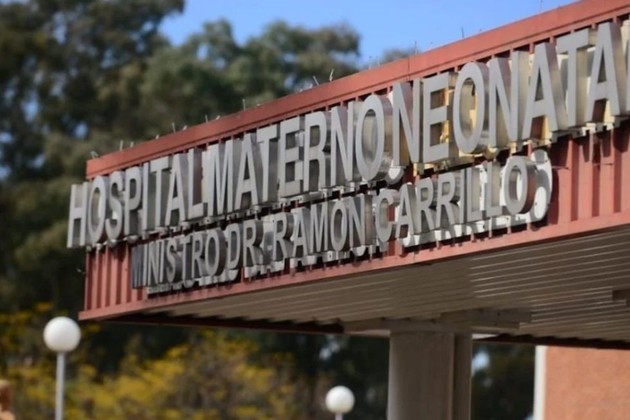 HOSPITAL MATERNO NEONATAL
MINISTRO DR. RAMON CARRILLO